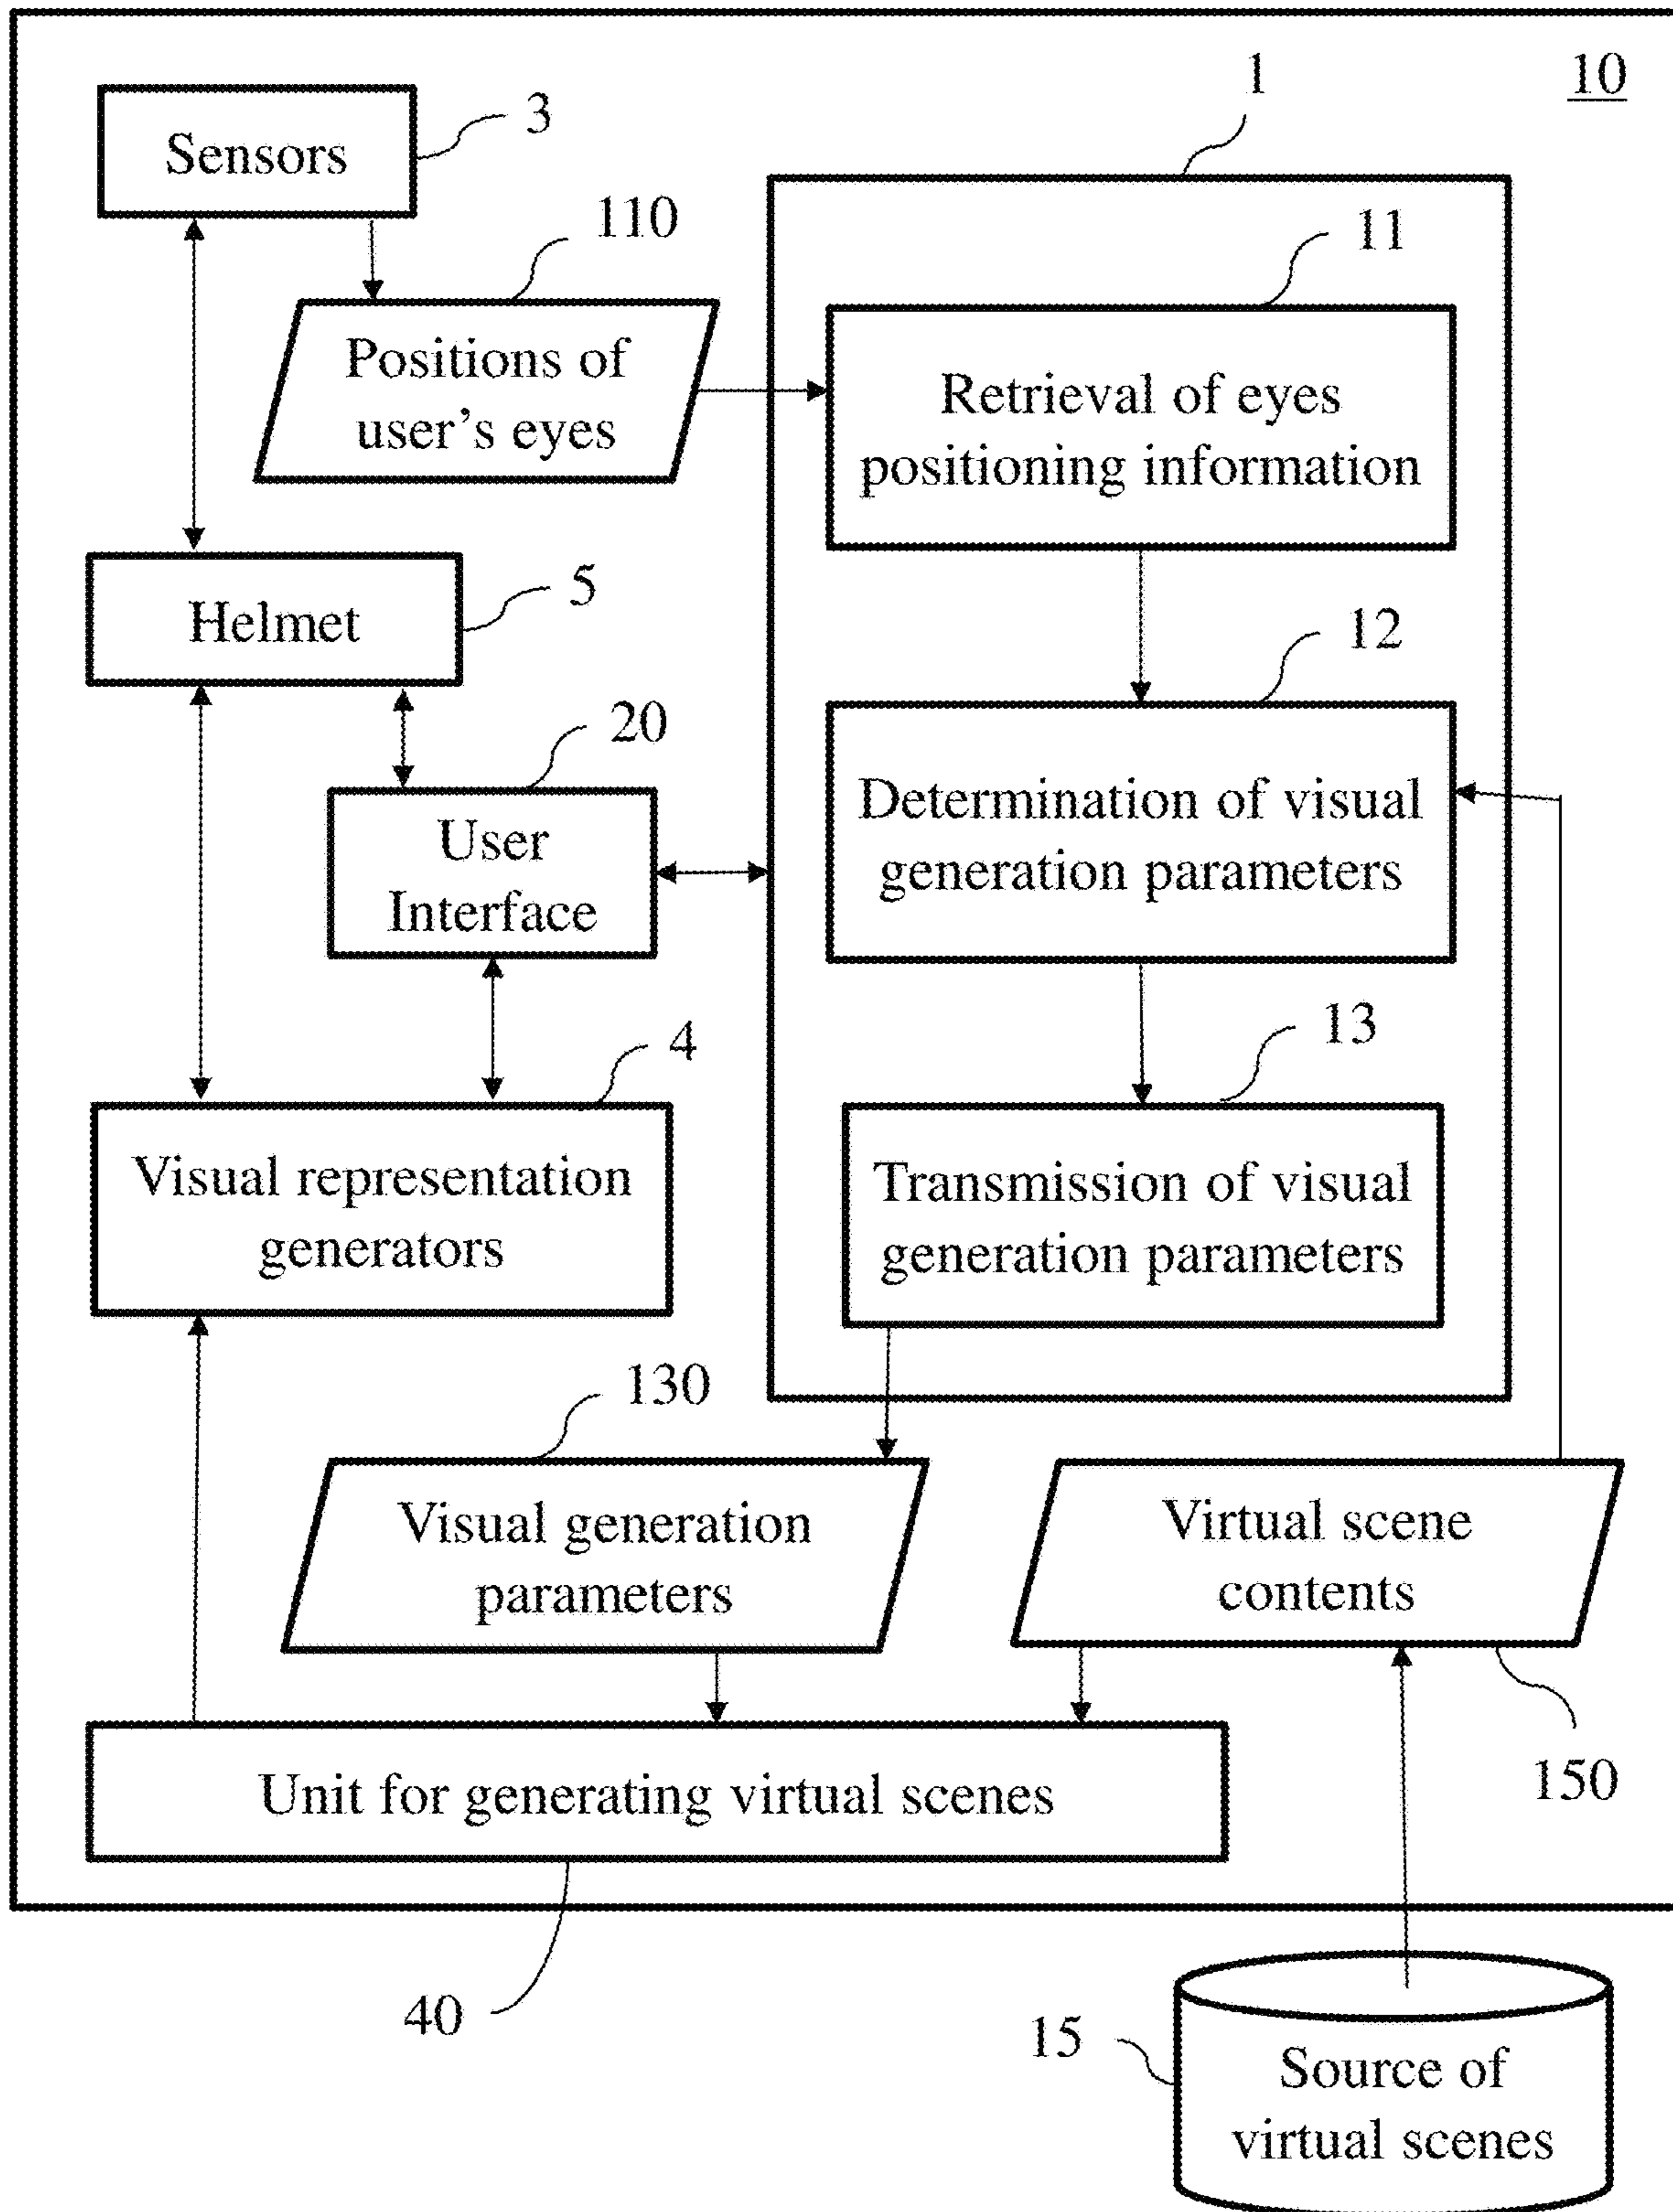 10
1
Sensors
3
110
11
Positions of
user's eyes
Retrieval of eyes
positioning information
Helmet
5
12
20
User
Interface
Determination of visual
generation parameters
4
13
Visual representation
generators
Transmission of visual
generation parameters
130
Visual generation
parameters
Virtual scene
contents
150
Unit for generating virtual scenes
40
15
Source of
virtual scenes